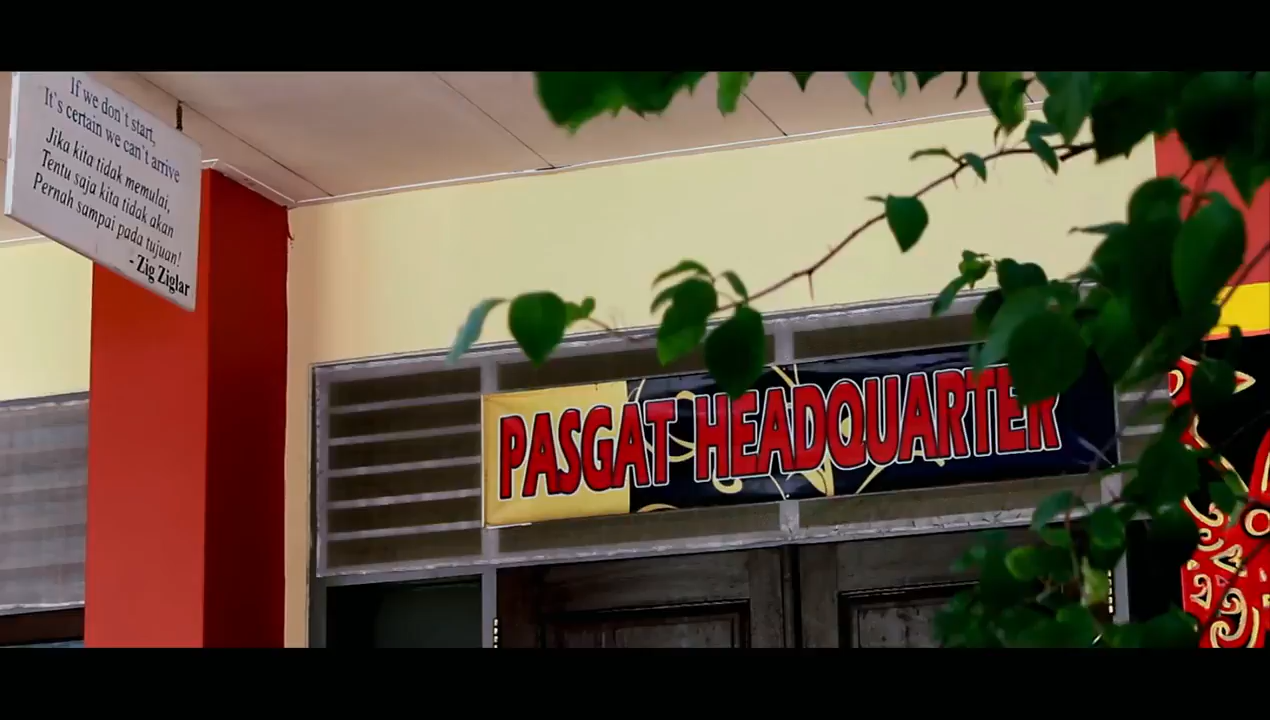 If we don't start,
It's certain we can't arrive
Jika kita tidak memulai,
Tentu saja kita tidak akan
Pernah sampai pada tujuan!
- Zig Ziglar
PASGAT HEADQUARTER